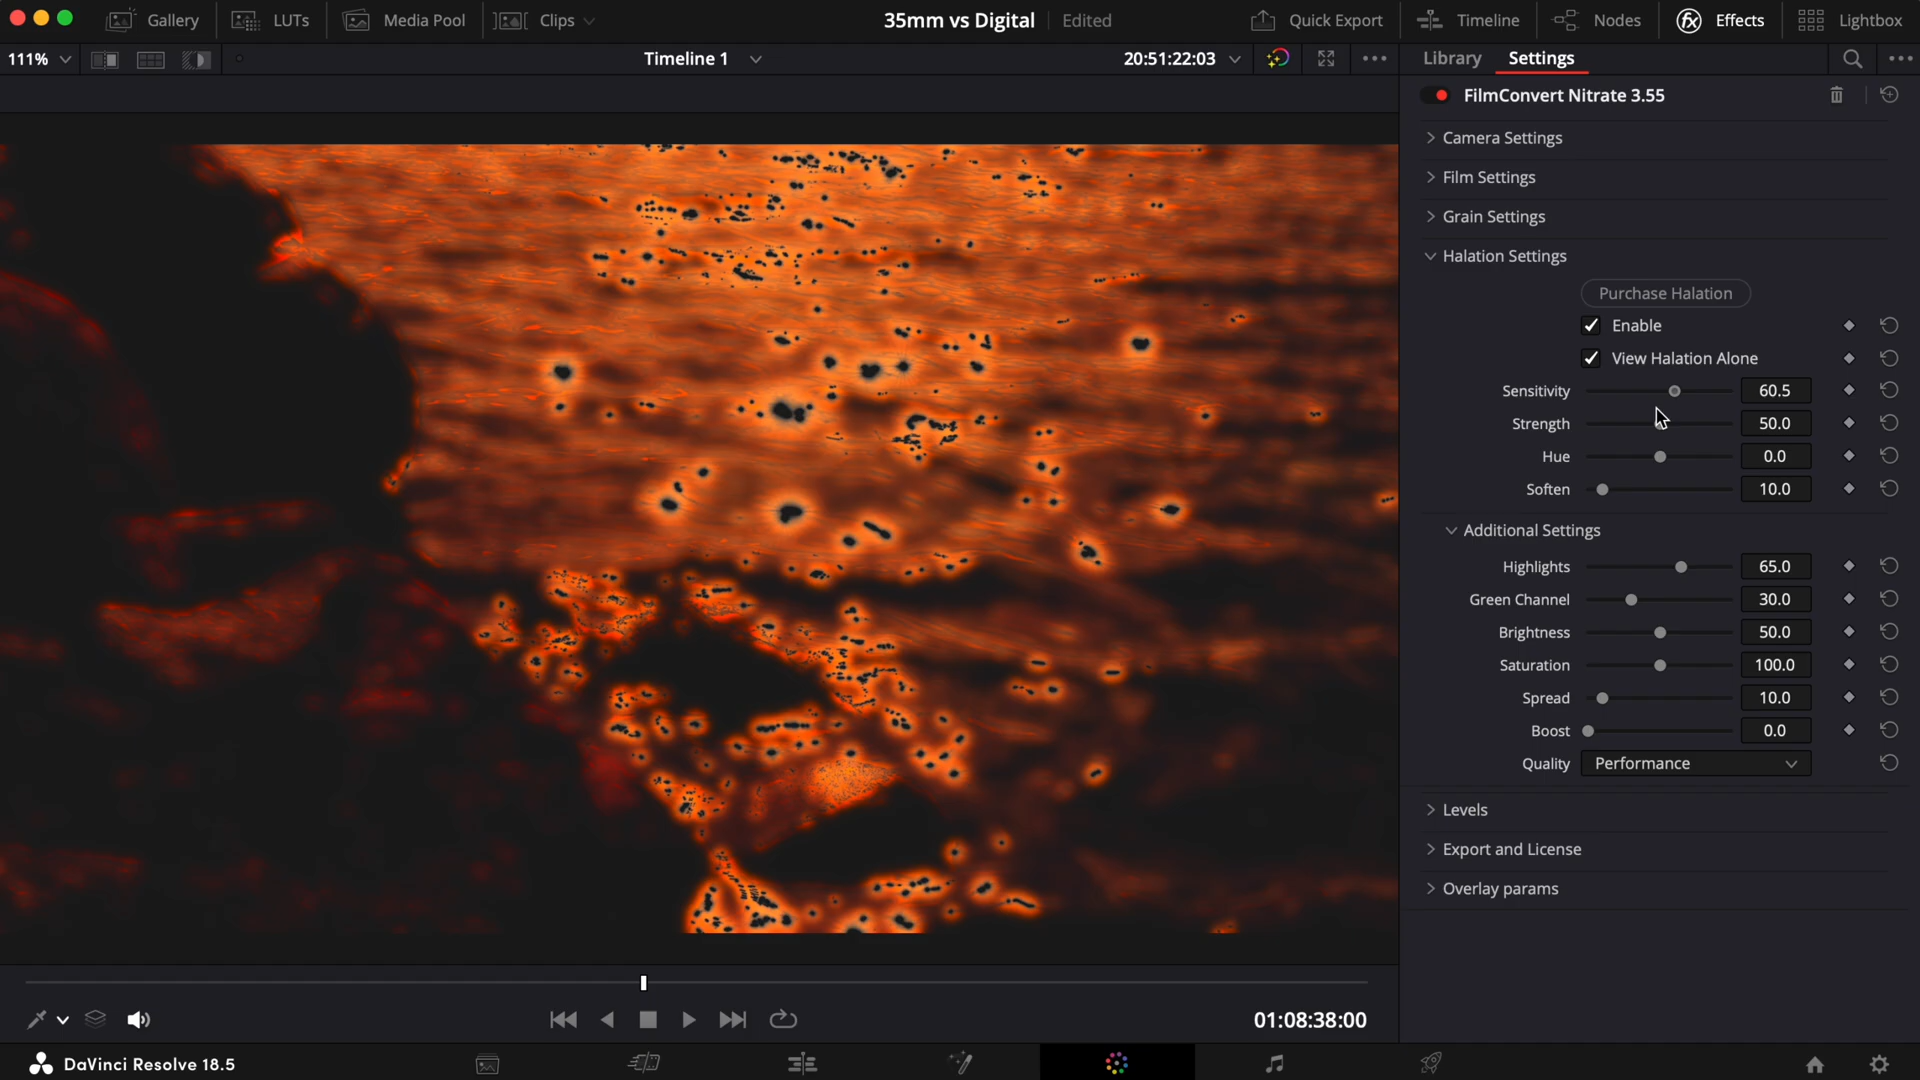 Gallery LUTs Media Pool Clips 35mm vs Digital Edited Quick Export Timeline Nodes Effects Lightbox
111% Timeline 1 20:51:22:03 Library Settings
FilmConvert Nitrate 3.55
Camera Settings
Film Settings
Grain Settings
Halation Settings
Purchase Halation
Enable
View Halation Alone
Sensitivity 60.5
Strength 50.0
Hue 0.0
Soften 10.0
Additional Settings
Highlights 65.0
Green Channel 30.0
Brightness 50.0
Saturation 100.0
Spread 10.0
Boost 0.0
Quality Performance
Levels
Export and License
Overlay params
01:08:38:00
DaVinci Resolve 18.5